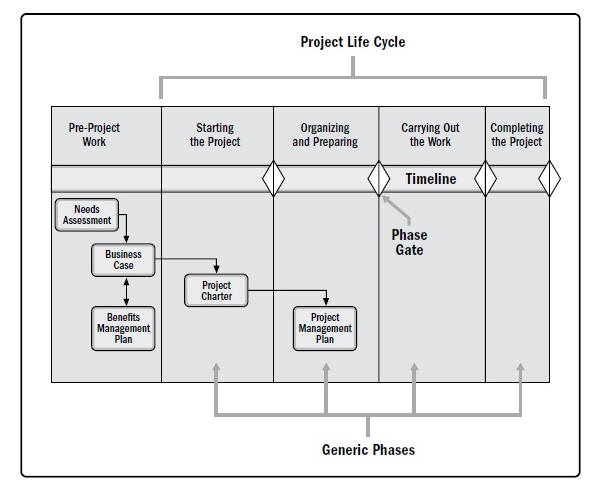 Project Life Cycle
Pre-Project
Work
Starting
the Project
Organizing
and Preparing
Carrying Out
the Work
Completing
the Project
Timeline
Needs
Assessment
Phase
Gate
Business
Case
Project
Charter
Benefits
Management
Plan
Project
Management
Plan
Generic Phases